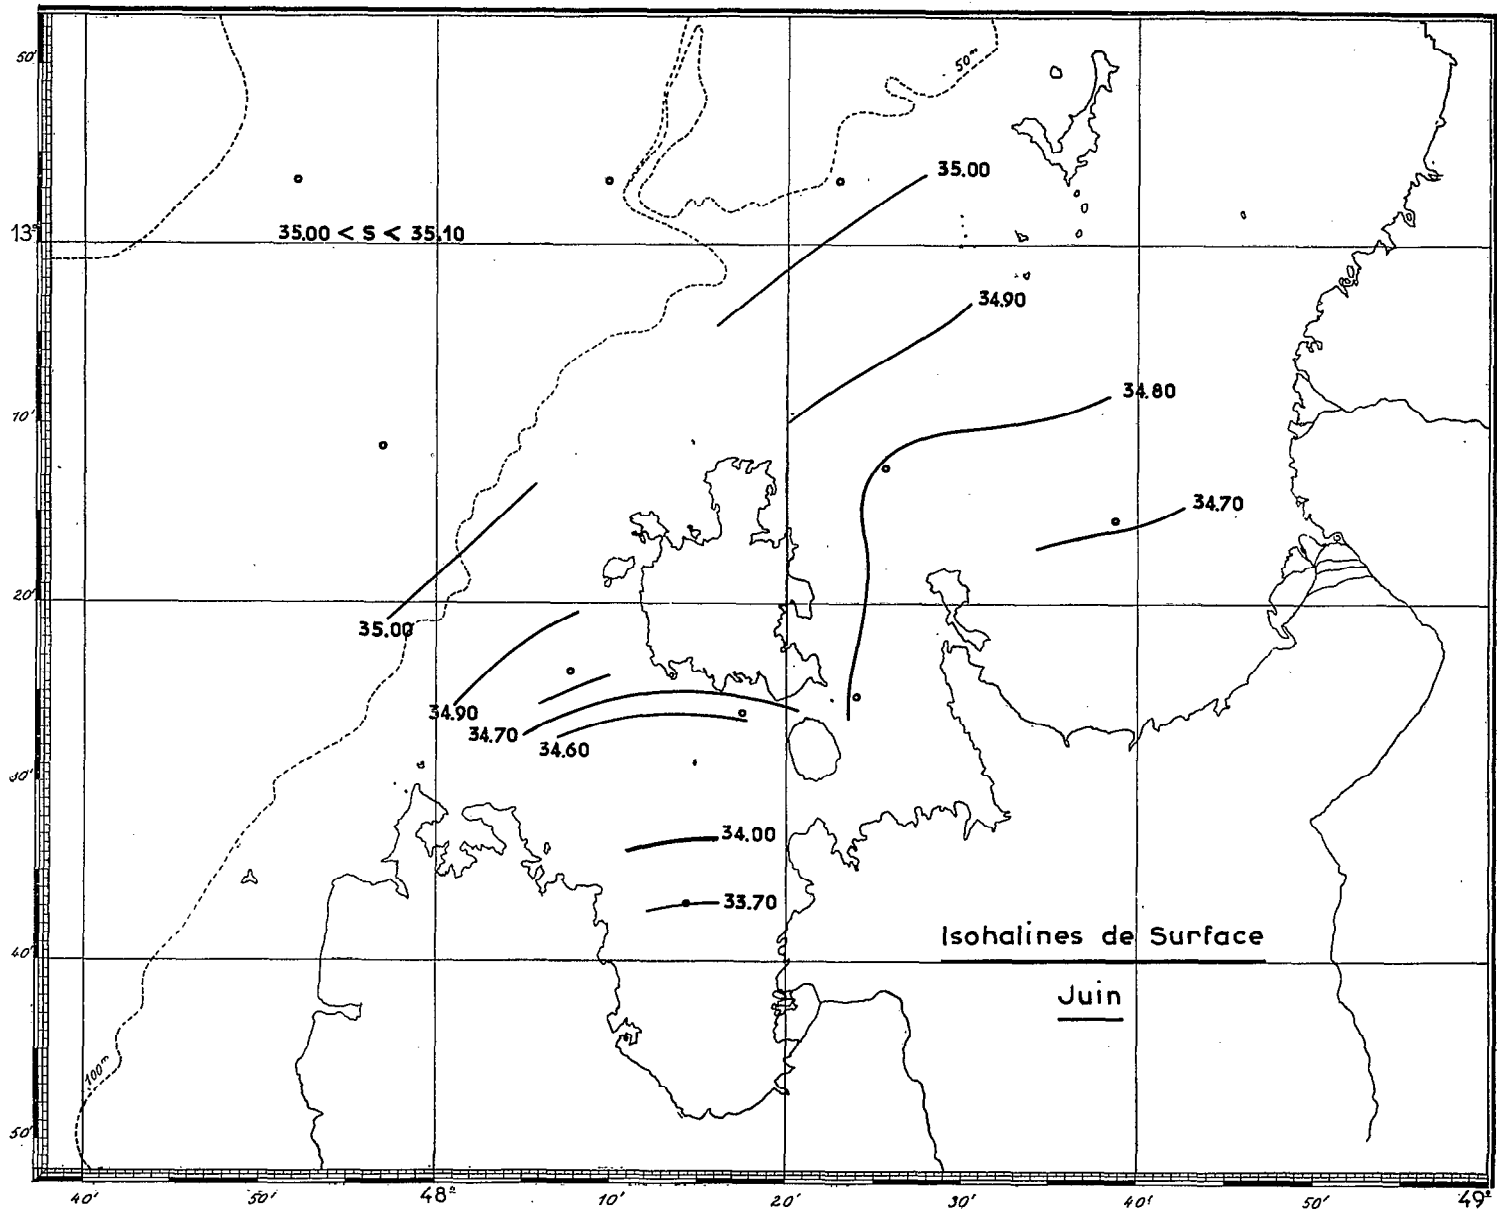 50'
50ᵐ
35.00
13°
35.00 < S < 35.10
34.90
34.80
10'
34.70
20'
35.00
34.90
34.70
34.60
30'
34.00
33.70
Isohalines de Surface
40'
Juin
100ᵐ
50'
40' 50' 48° 10' 20' 30' 40' 50' 49°